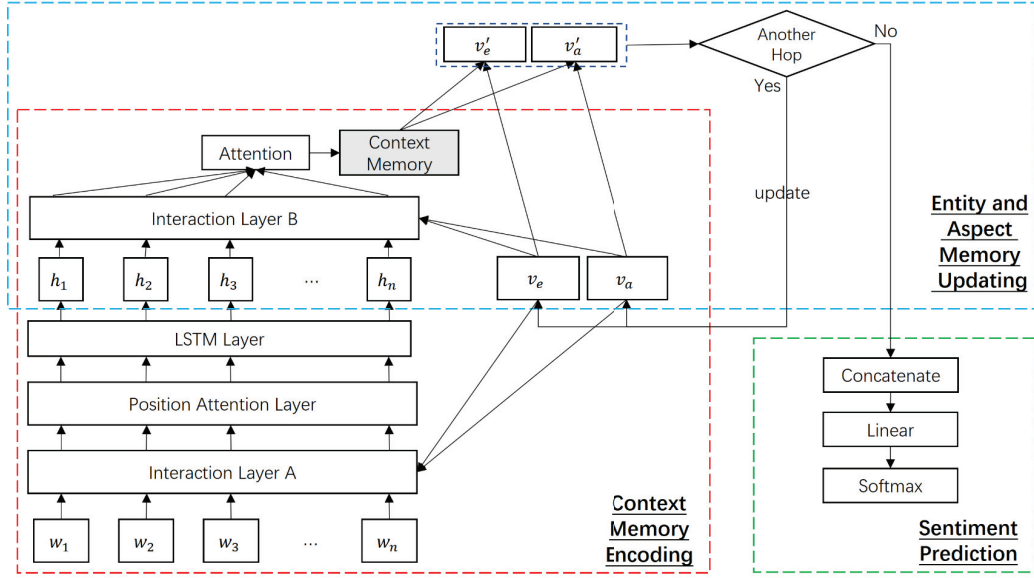 v′ₑ v′ₐ
Another
Hop
No
Yes
Attention
Context
Memory
update
Interaction Layer B
Entity and
Aspect
Memory
Updating
h₁ h₂ h₃ ... hₙ
vₑ vₐ
LSTM Layer
Position Attention Layer
Interaction Layer A
w₁ w₂ w₃ ... wₙ
Context
Memory
Encoding
Concatenate
Linear
Softmax
Sentiment
Prediction